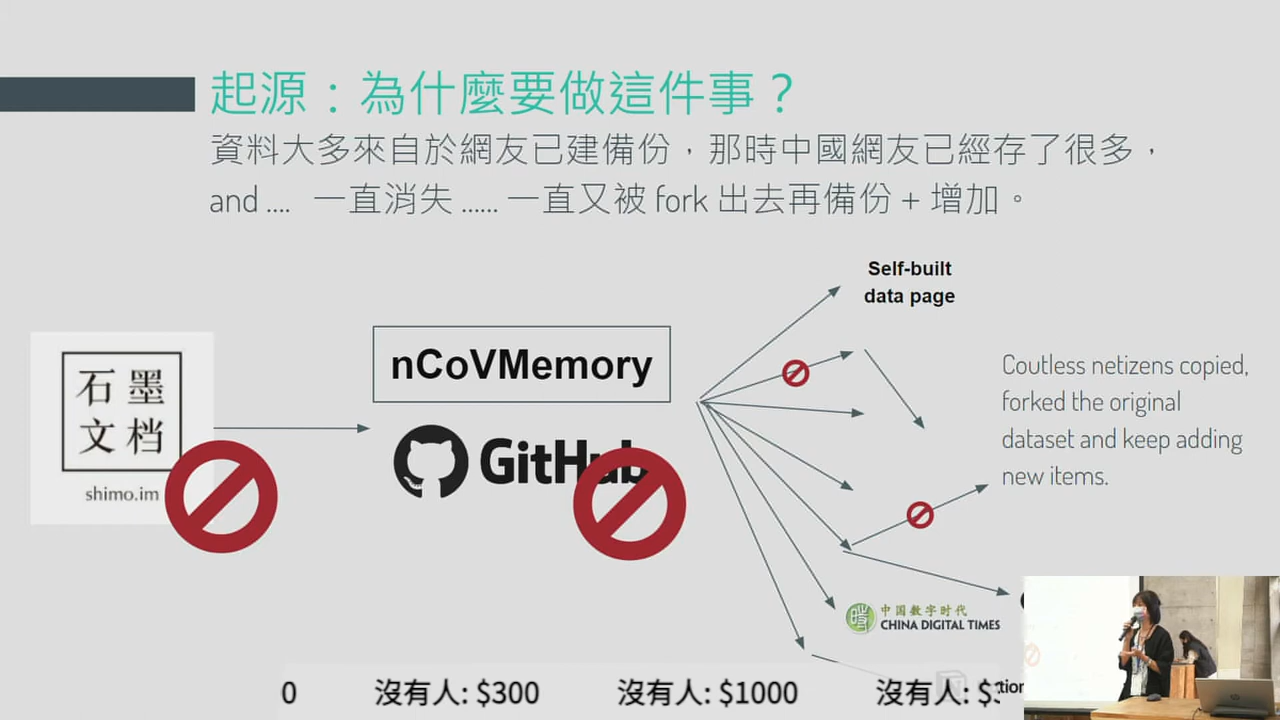 起源：為什麼要做這件事？
資料大多來自於網友已建備份，那時中國網友已經存了很多，
and .... 一直消失 ...... 一直又被 fork 出去再備份 + 增加。
Self-built
data page
石墨
文档
shimo.im
nCoVMemory
GitHub
Coutless netizens copied,
forked the original
dataset and keep adding
new items.
中国数字时代
CHINA DIGITAL TIMES
0 沒有人: $300 沒有人: $1000 沒有人: